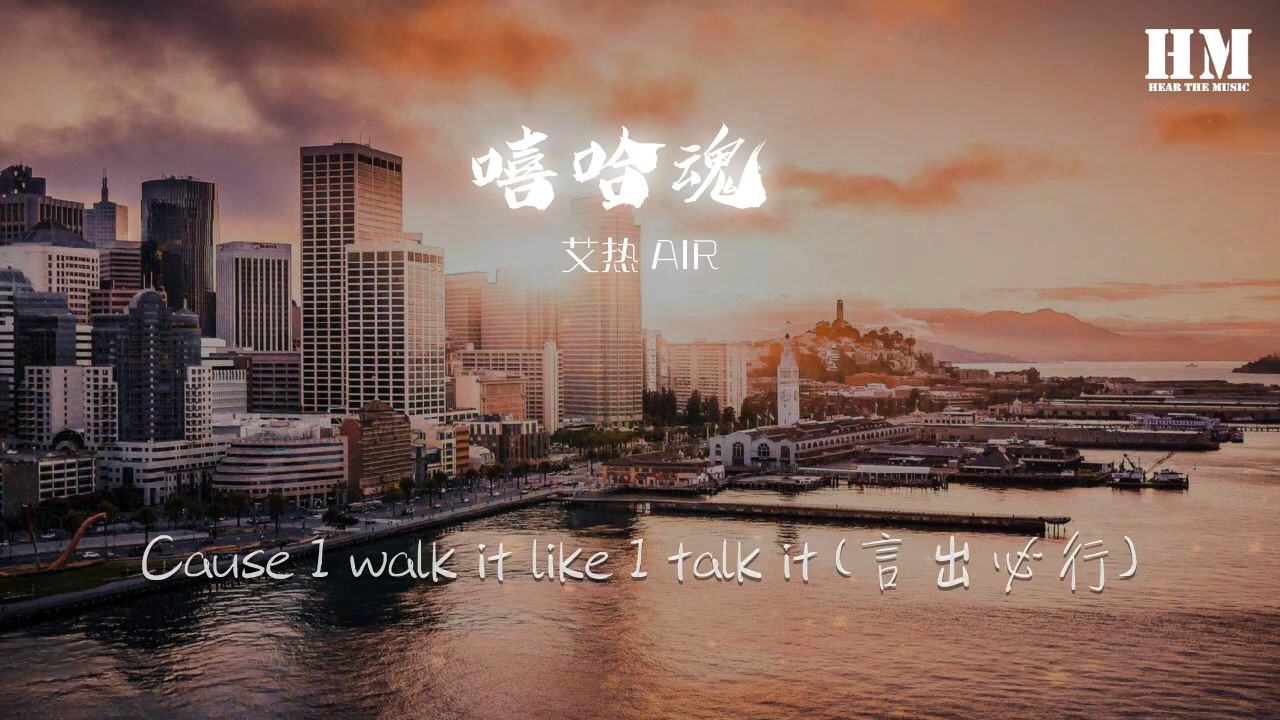 HM
HEAR THE MUSIC
嘻哈魂
艾热 AIR
Cause I walk it like I talk it (言出必行)